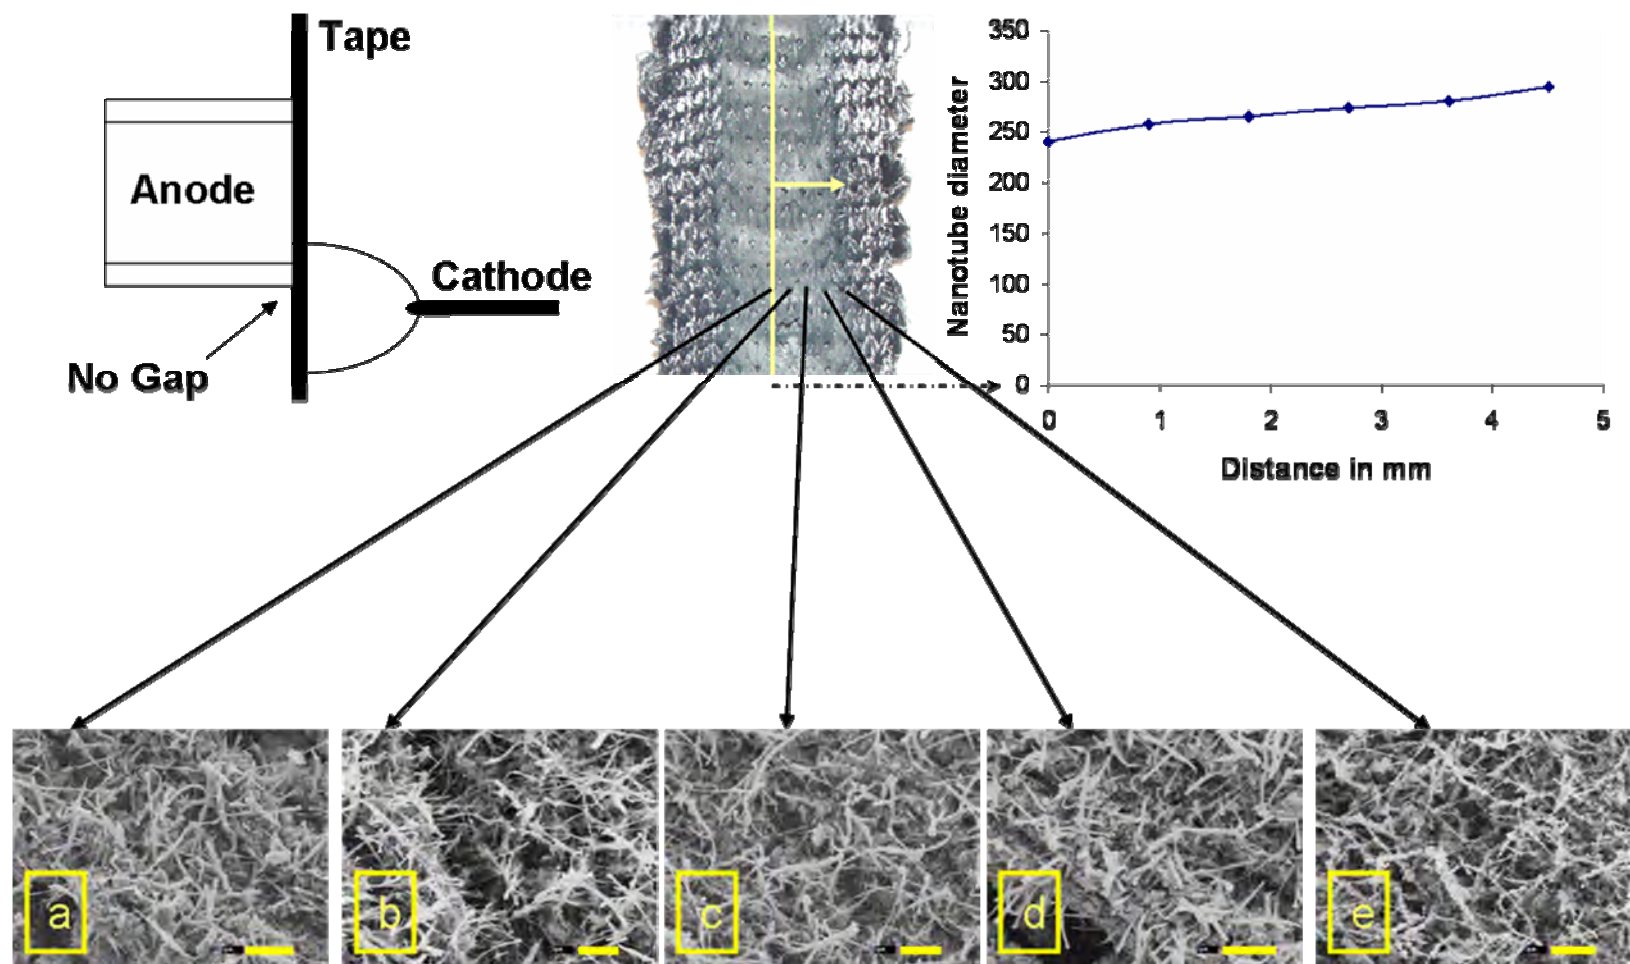 Tape
Anode
Cathode
No Gap
Nanotube diameter
350
300
250
200
150
100
50
0
0 1 2 3 4 5
Distance in mm
a b c d e